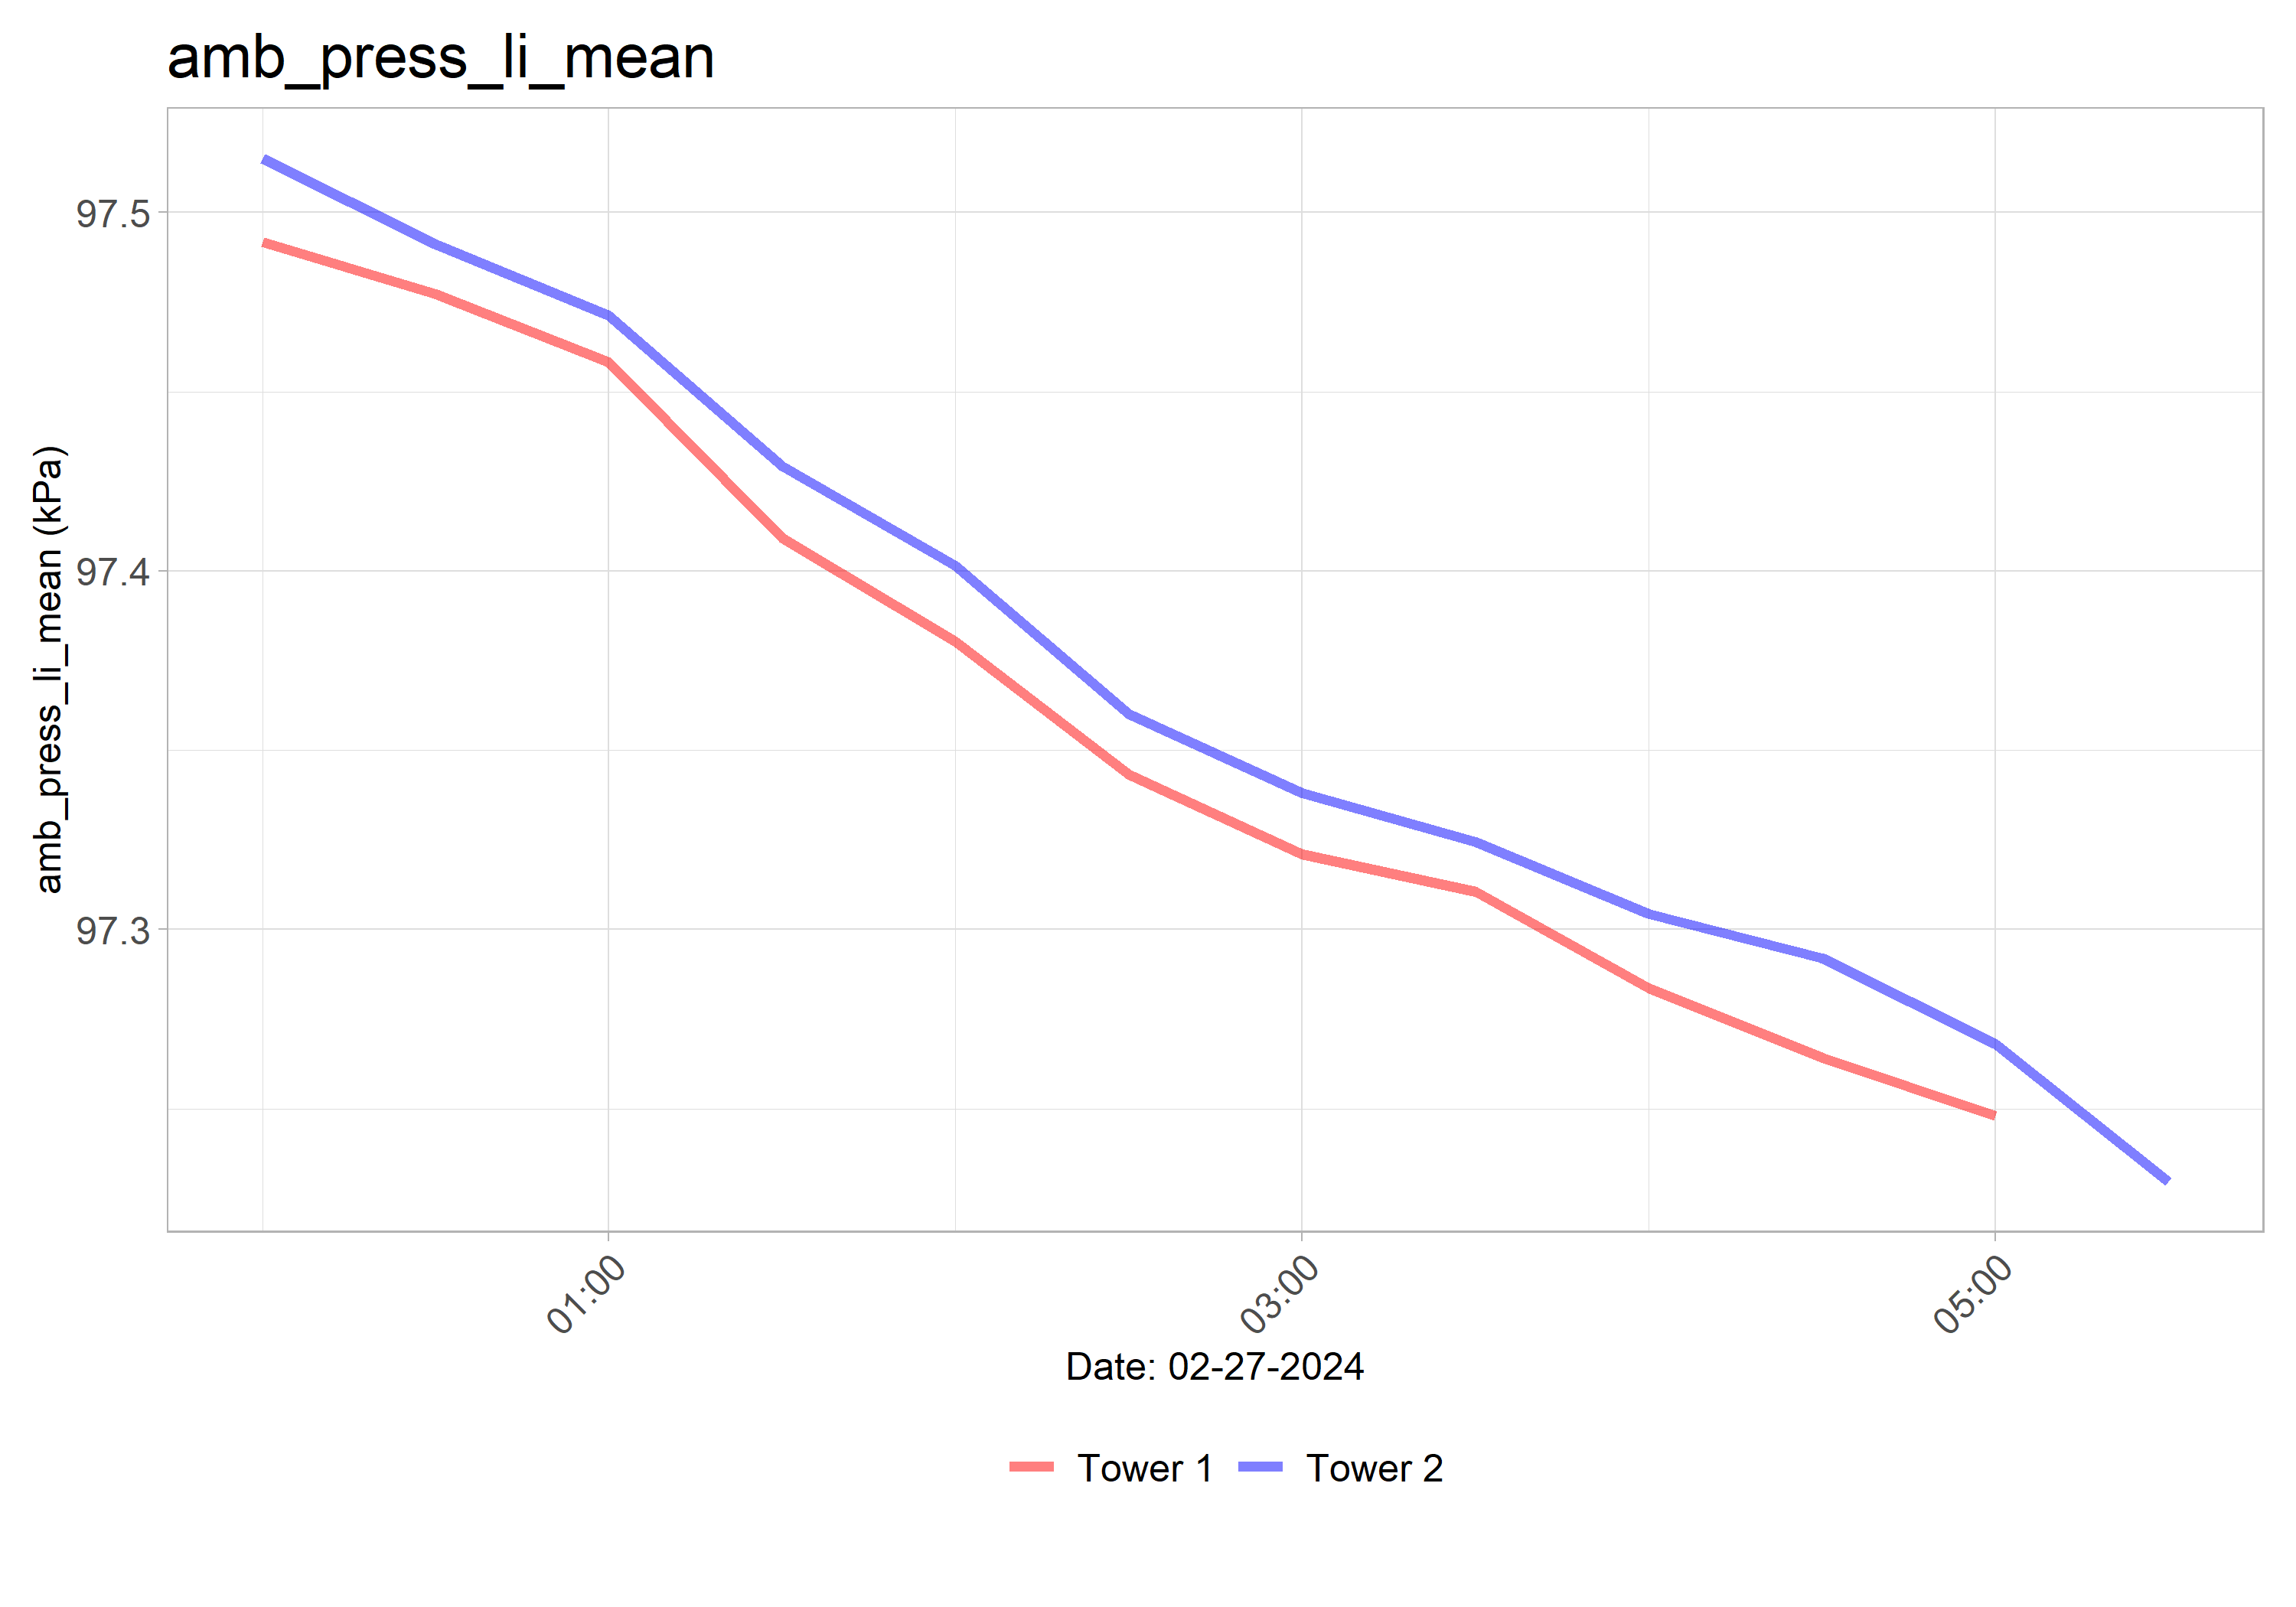 amb_press_li_mean
amb_press_li_mean (kPa)
97.5
97.4
97.3
01:00
03:00
05:00
Date: 02-27-2024
Tower 1
Tower 2